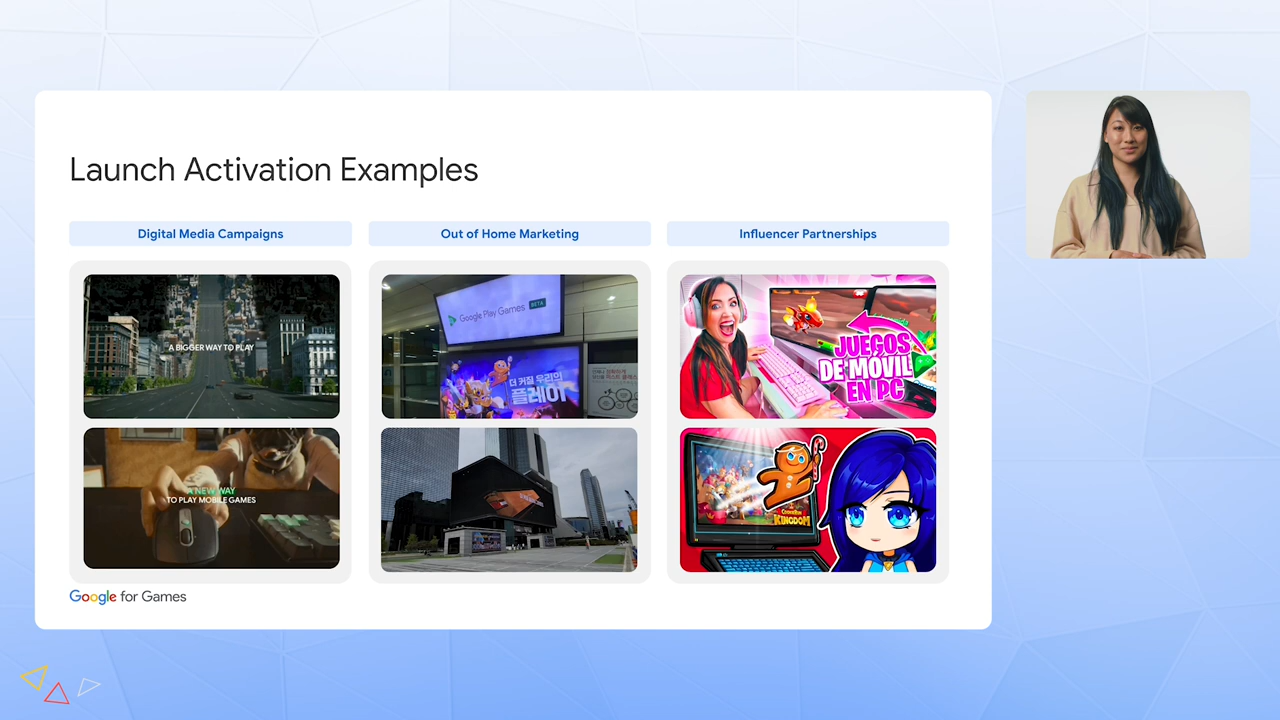 Launch Activation Examples
Digital Media Campaigns
Out of Home Marketing
Influencer Partnerships
A BIGGER WAY TO PLAY
Google Play Games BETA
더 커질 우리의
플레이
JUEGOS
DE MÓVIL
EN PC
A NEW WAY
TO PLAY MOBILE GAMES
COOKIE RUN
KINGDOM
Google for Games